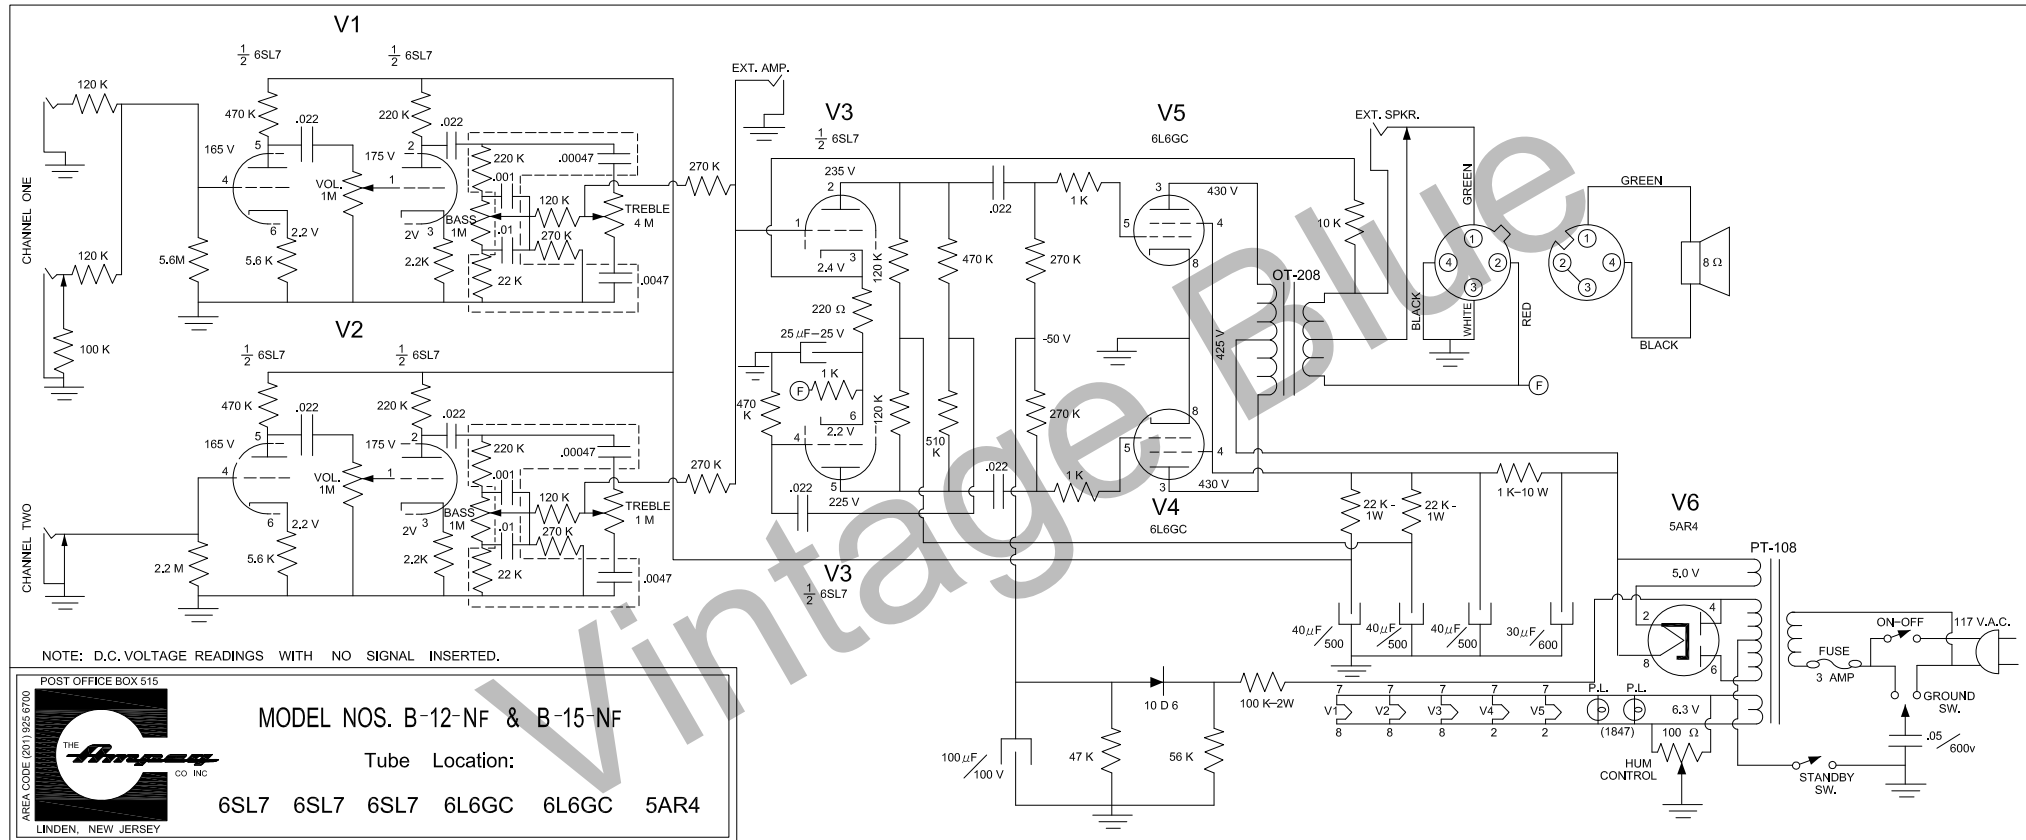 V1
1/2 6SL7
1/2 6SL7
120 K
470 K
.022
220 K
.022
165 V
5
175 V
2
4
VOL.
1M
1
220 K
.001
.00047
120 K
BASS
1M
TREBLE
4 M
270 K
6
2.2 V
2V
3
.01
5.6M
5.6 K
2.2K
22 K
.0047
270 K
CHANNEL ONE
120 K
100 K
V2
1/2 6SL7
1/2 6SL7
470 K
.022
220 K
.022
165 V
5
175 V
2
4
VOL.
1M
1
220 K
.001
.00047
120 K
BASS
1M
TREBLE
1 M
270 K
6
2.2 V
2V
3
.01
2.2 M
5.6 K
2.2K
22 K
.0047
270 K
CHANNEL TWO
EXT. AMP.
V3
1/2 6SL7
235 V
2
1
3
2.4 V
220 Ω
25 μF–25 V
1 K
F
470
K
6
2.2 V
4
5
225 V
.022
120 K
120 K
470 K
510
K
.022
.022
270 K
-50 V
270 K
1 K
1 K
V3
1/2 6SL7
V5
6L6GC
3
430 V
5
4
8
425 V
8
5
4
3
430 V
V4
6L6GC
OT-208
10 K
EXT. SPKR.
GREEN
1
4
2
3
BLACK
WHITE
RED
F
GREEN
1
2
4
3
8 Ω
BLACK
22 K -
1W
22 K -
1W
1 K–10 W
40 μF/500
40 μF/500
40 μF/500
30 μF/600
V6
5AR4
PT-108
5.0 V
2
4
8
6
ON–OFF
117 V.A.C.
FUSE
3 AMP
GROUND
SW.
.05/600v
STANDBY
SW.
10 D 6
100 K–2W
100 μF/100 V
47 K
56 K
7
7
7
7
7
P.L.
P.L.
V1
V2
V3
V4
V5
6.3 V
8
8
8
2
2
(1847)
100 Ω
HUM
CONTROL
NOTE: D.C. VOLTAGE READINGS WITH NO SIGNAL INSERTED.
POST OFFICE BOX 515
AREA CODE (201) 925 6700
THE
Ampeg
CO INC
LINDEN, NEW JERSEY
MODEL NOS. B-12-NF & B-15-NF
Tube Location:
6SL7 6SL7 6SL7 6L6GC 6L6GC 5AR4
Vintage Blue